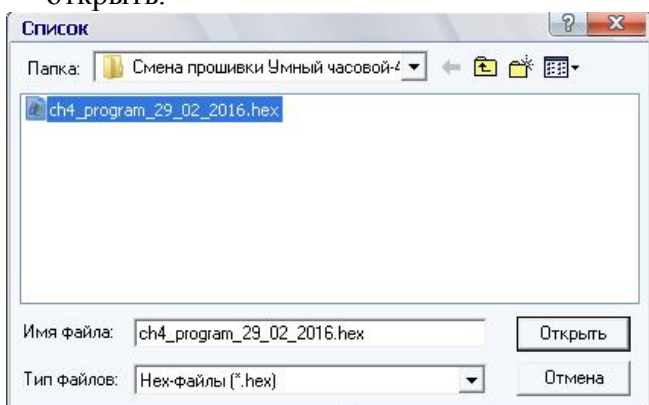 открыть.
Список
Папка: Смена прошивки Умный часовой-4
ch4_program_29_02_2016.hex
Имя файла: ch4_program_29_02_2016.hex Открыть
Тип файлов: Hex-файлы (*.hex) Отмена